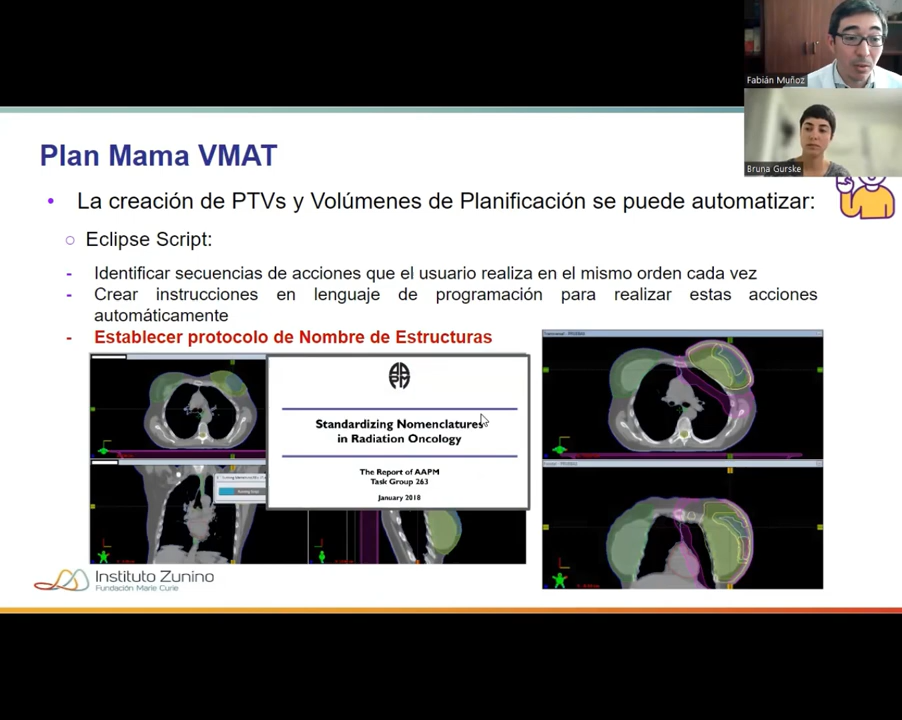 Fabián Muñoz
Bruna Gurske
Plan Mama VMAT
• La creación de PTVs y Volúmenes de Planificación se puede automatizar:
○ Eclipse Script:
- Identificar secuencias de acciones que el usuario realiza en el mismo orden cada vez
- Crear instrucciones en lenguaje de programación para realizar estas acciones
automáticamente
- Establecer protocolo de Nombre de Estructuras
Standardizing Nomenclatures
in Radiation Oncology
The Report of AAPM
Task Group 263
January 2018
Instituto Zunino
Fundación Marie Curie